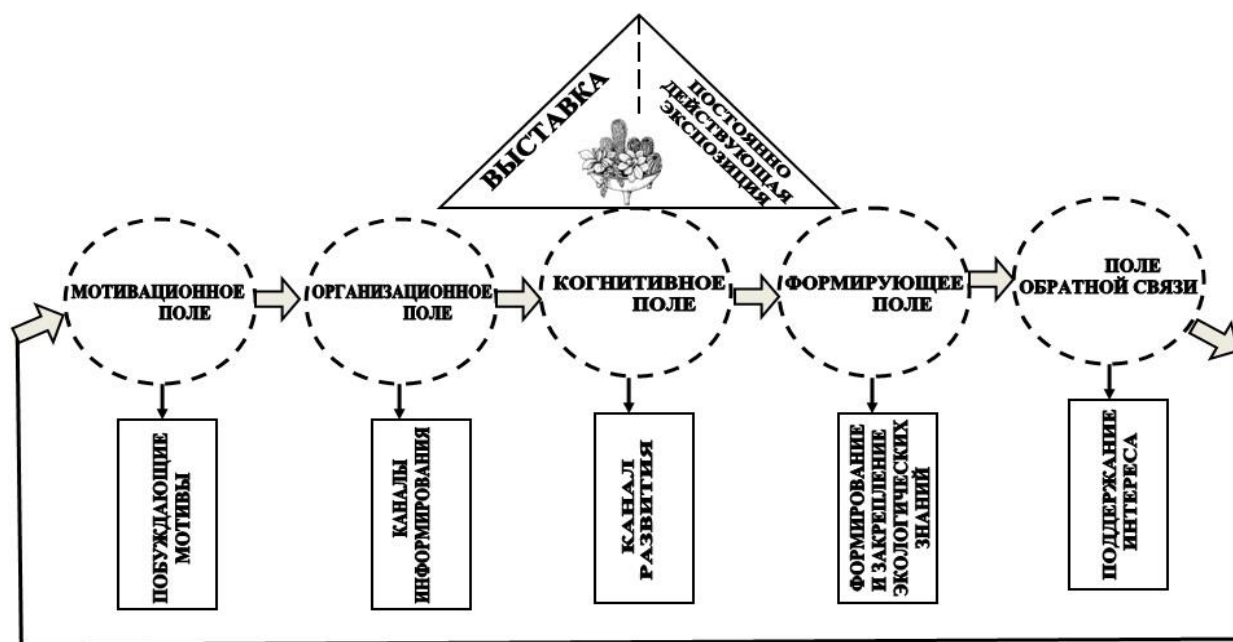 ВЫСТАВКА
ПОСТОЯННО
ДЕЙСТВУЮЩАЯ
ЭКСПОЗИЦИЯ
МОТИВАЦИОННОЕ
ПОЛЕ
ОРГАНИЗАЦИОННОЕ
ПОЛЕ
КОГНИТИВНОЕ
ПОЛЕ
ФОРМИРУЮЩЕЕ
ПОЛЕ
ПОЛЕ
ОБРАТНОЙ СВЯЗИ
ПОБУЖДАЮЩИЕ
МОТИВЫ
КАНАЛЫ
ИНФОРМИРОВАНИЯ
КАНАЛ
РАЗВИТИЯ
ФОРМИРОВАНИЕ
И ЗАКРЕПЛЕНИЕ
ЭКОЛОГИЧЕСКИХ
ЗНАНИЙ
ПОДДЕРЖАНИЕ
ИНТЕРЕСА